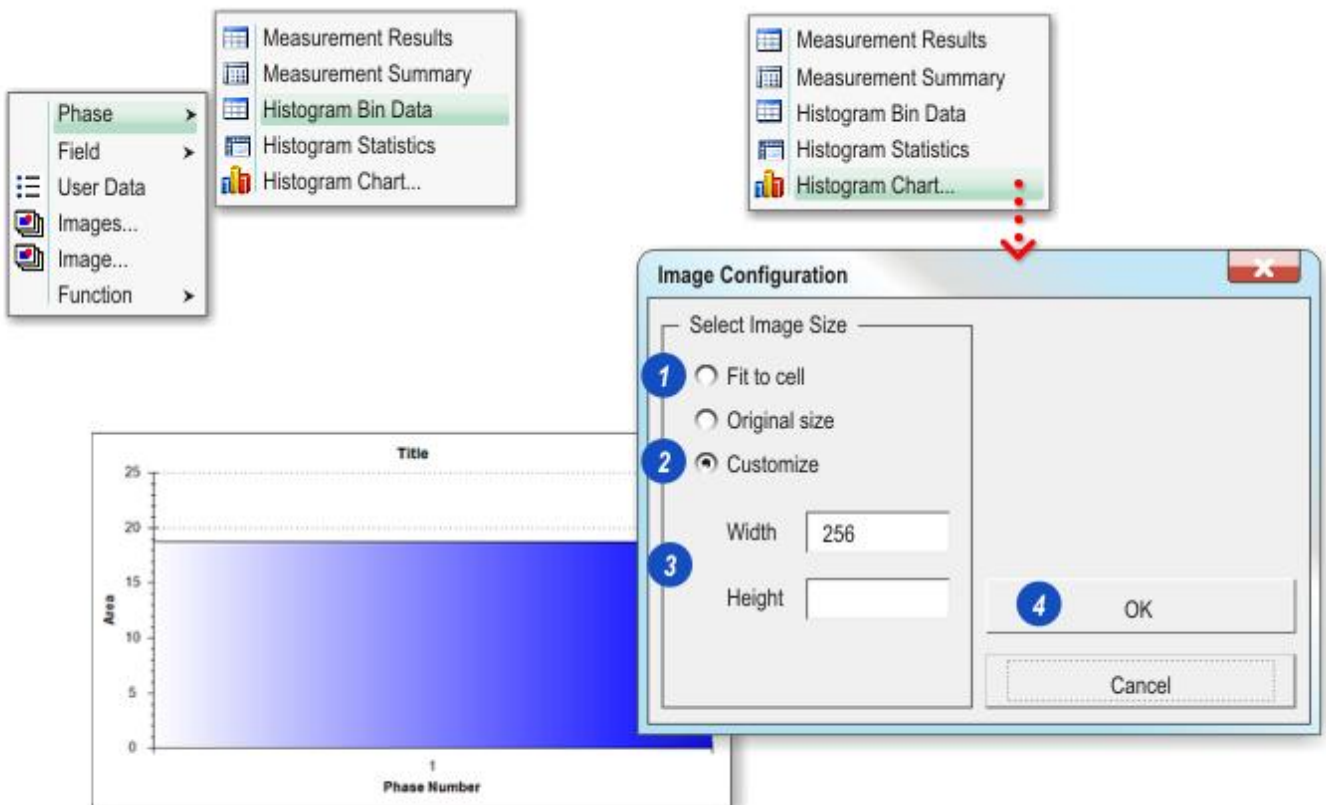 Phase
Field
User Data
Images...
Image...
Function
Measurement Results
Measurement Summary
Histogram Bin Data
Histogram Statistics
Histogram Chart...
Measurement Results
Measurement Summary
Histogram Bin Data
Histogram Statistics
Histogram Chart...
Image Configuration
Select Image Size
1 Fit to cell
Original size
2 Customize
Width 256
3
Height
4 OK
Cancel
Title
25
20
15
10
5
0
Area
1
Phase Number